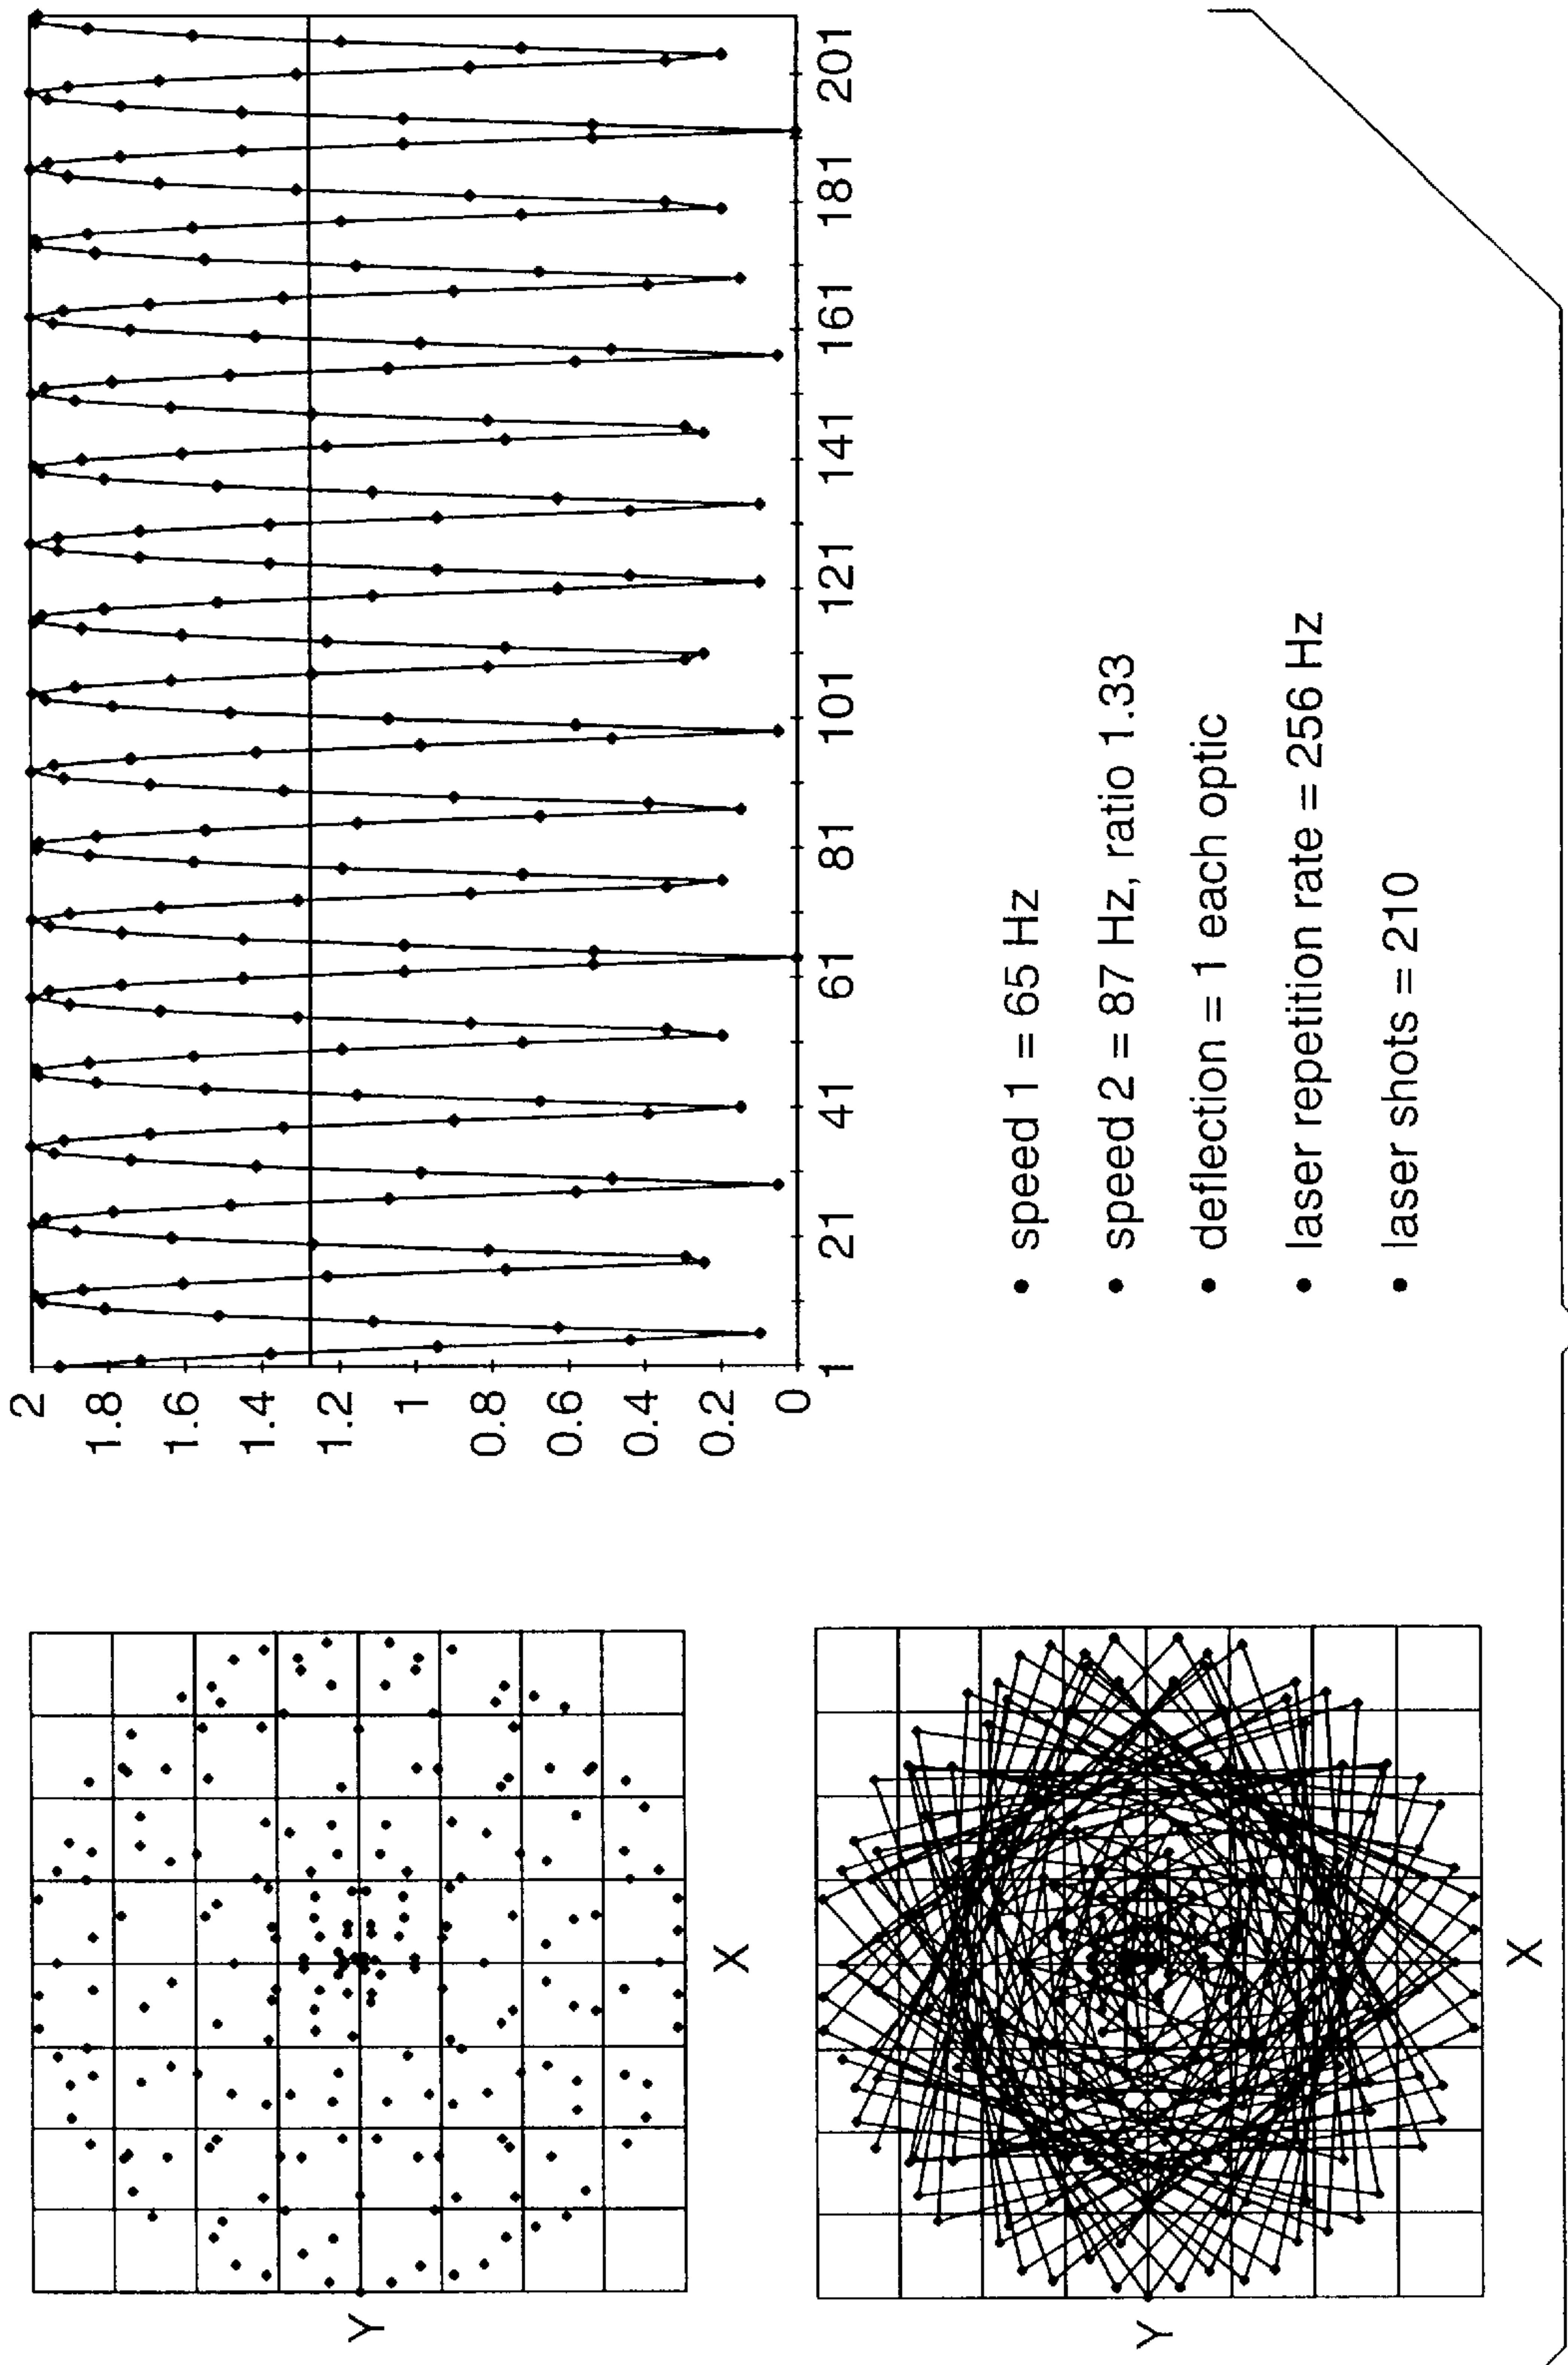 Y
X
2
1.8
1.6
1.4
1.2
1
0.8
0.6
0.4
0.2
0
1 21 41 61 81 101 121 141 161 181 201
Y
X
• speed 1 = 65 Hz
• speed 2 = 87 Hz, ratio 1.33
• deflection = 1 each optic
• laser repetition rate = 256 Hz
• laser shots = 210